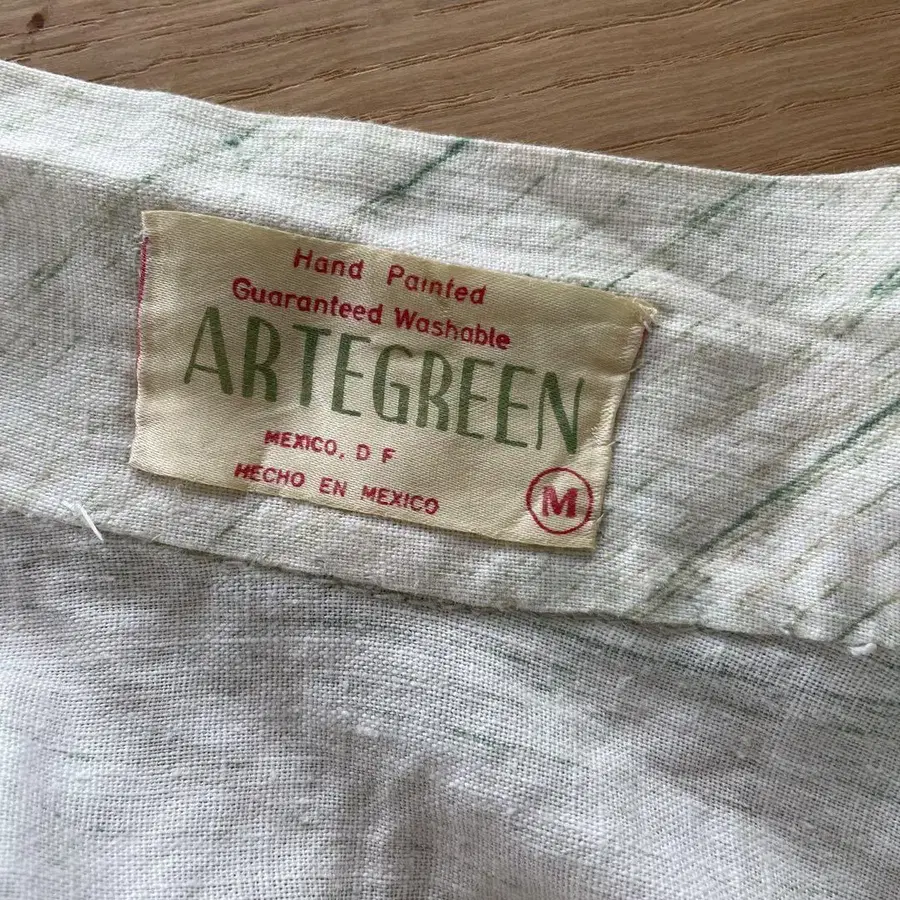 Hand Painted
Guaranteed Washable
ARTEGREEN
MEXICO, D F
HECHO EN MEXICO
M